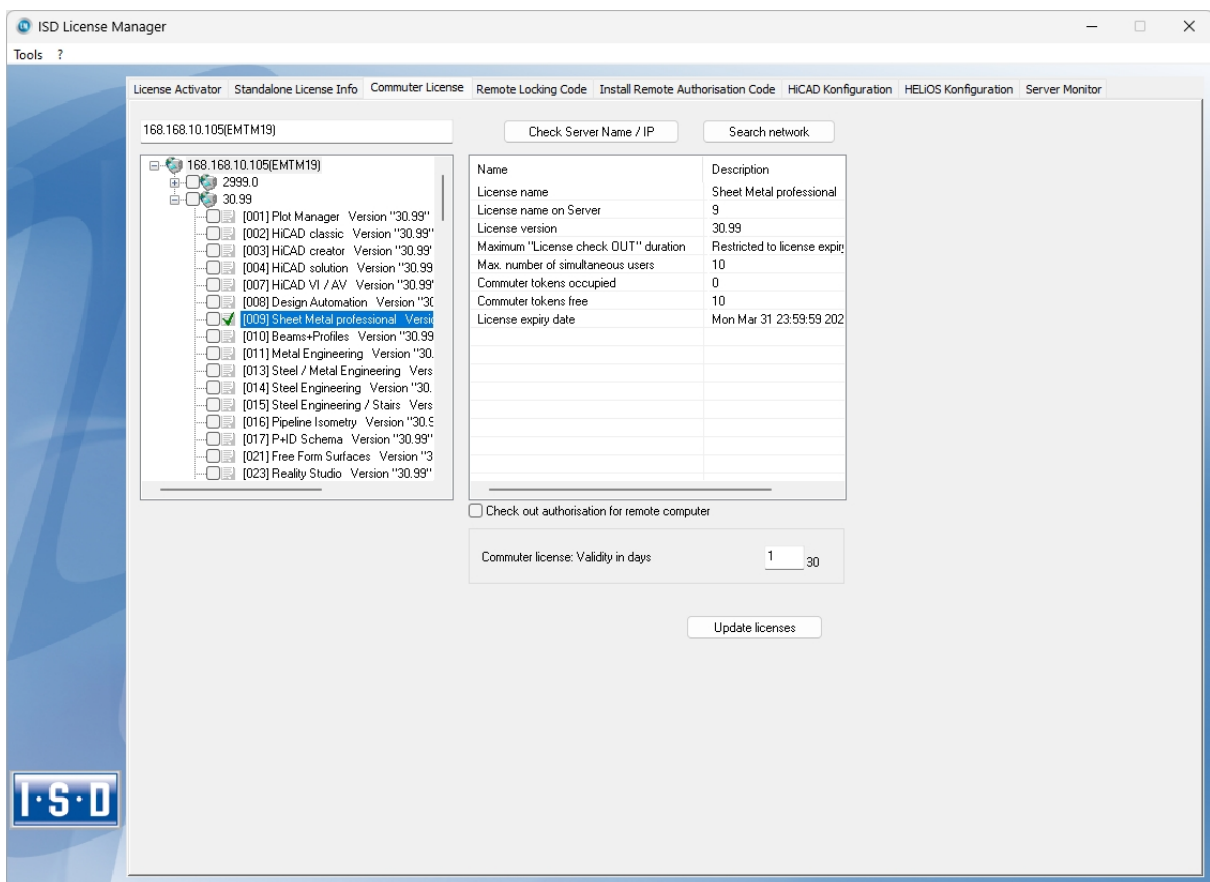 ISD License Manager
Tools ?
License Activator Standalone License Info Commuter License Remote Locking Code Install Remote Authorisation Code HiCAD Konfiguration HELiOS Konfiguration Server Monitor
168.168.10.105(EMTM19) Check Server Name / IP Search network
168.168.10.105(EMTM19)
2999.0
30.99
[001] Plot Manager Version "30.99"
[002] HiCAD classic Version "30.99"
[003] HiCAD creator Version "30.99'
[004] HiCAD solution Version "30.99
[007] HiCAD VI / AV Version "30.99'
[008] Design Automation Version "30
[009] Sheet Metal professional Versi
[010] Beams+Profiles Version "30.99
[011] Metal Engineering Version "30.
[013] Steel / Metal Engineering Vers
[014] Steel Engineering Version "30.
[015] Steel Engineering / Stairs Vers
[016] Pipeline Isometry Version "30.9
[017] P+ID Schema Version "30.99"
[021] Free Form Surfaces Version "3
[023] Reality Studio Version "30.99"
Name Description
License name Sheet Metal professional
License name on Server 9
License version 30.99
Maximum "License check OUT" duration Restricted to license expiry
Max. number of simultaneous users 10
Commuter tokens occupied 0
Commuter tokens free 10
License expiry date Mon Mar 31 23:59:59 202
Check out authorisation for remote computer
Commuter license: Validity in days 1 30
Update licenses
I·S·D